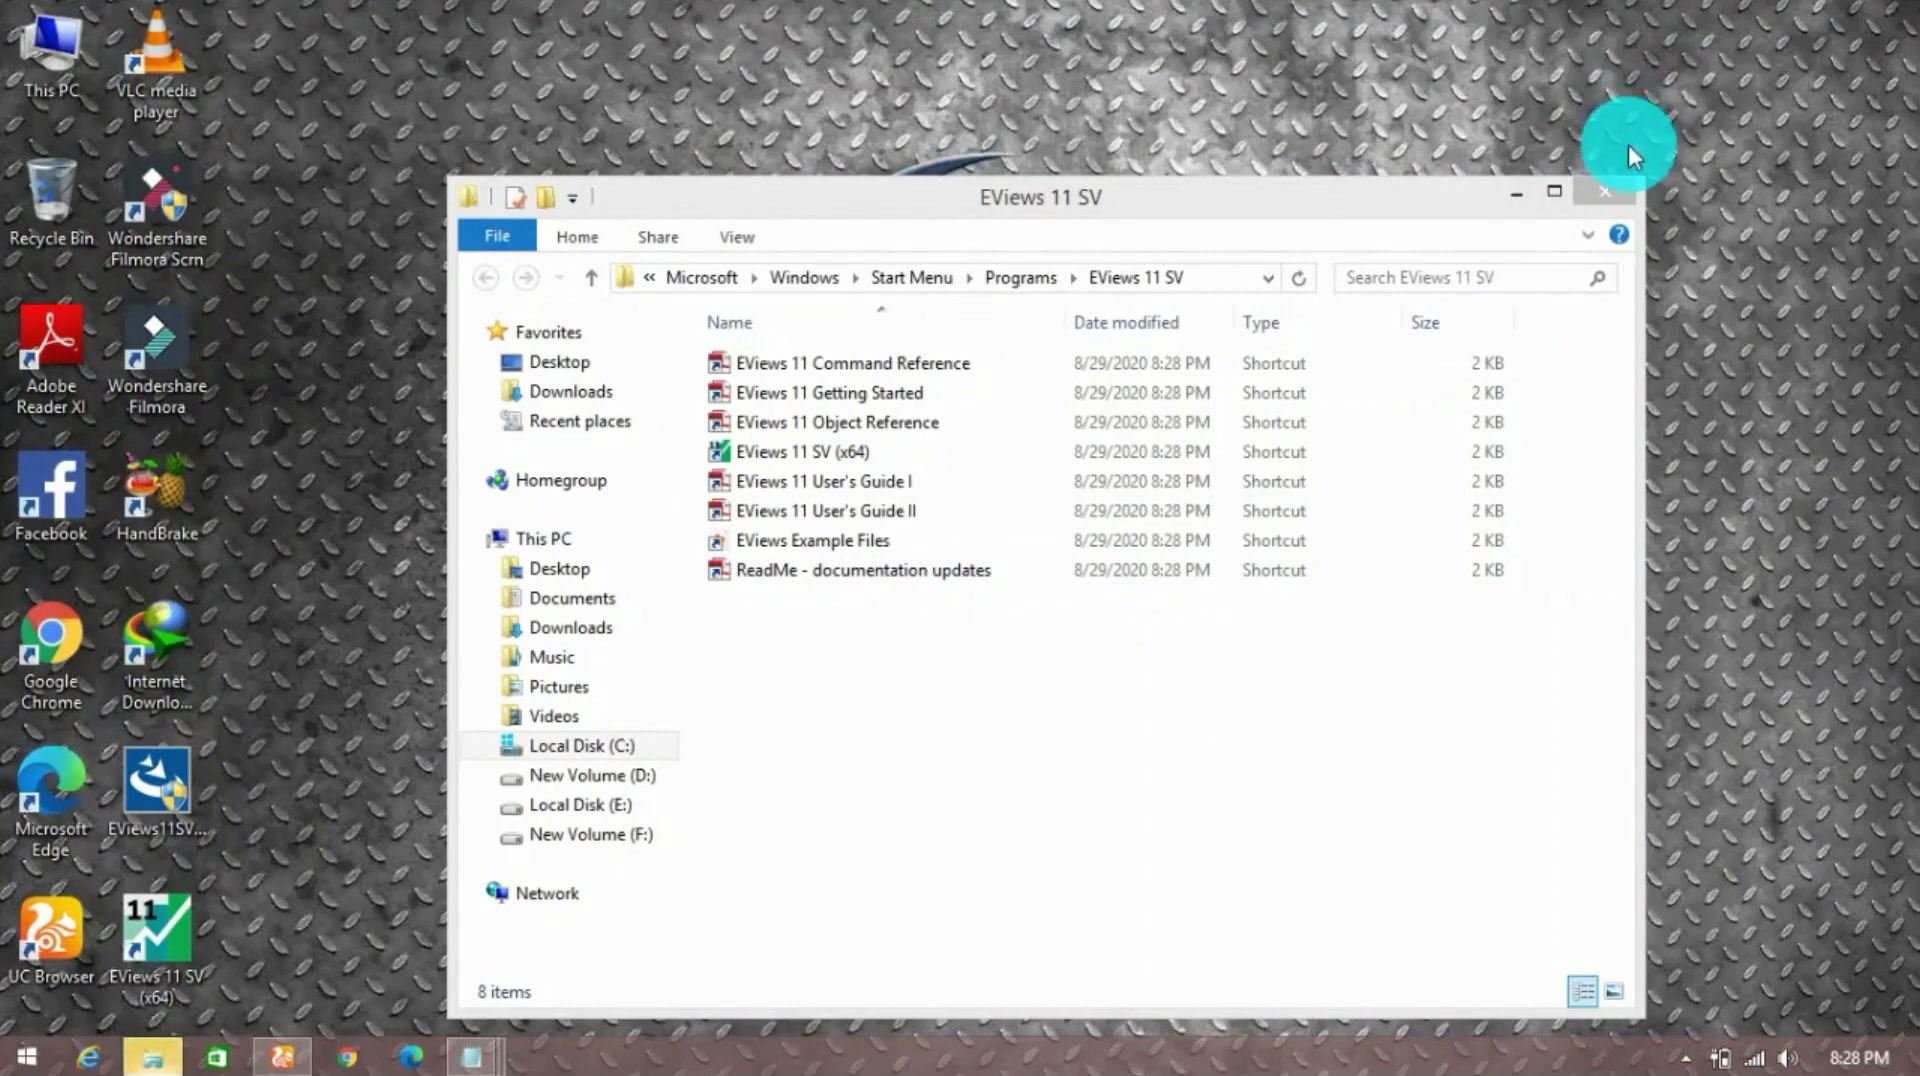 This PC
VLC media
player
Recycle Bin
Wondershare
Filmora Scrn
Adobe
Reader XI
Wondershare
Filmora
Facebook
HandBrake
Google
Chrome
Internet
Downlo...
Microsoft
Edge
EViews11SV...
UC Browser
EViews 11 SV
(x64)
11
EViews 11 SV
File Home Share View
« Microsoft Windows Start Menu Programs EViews 11 SV
Search EViews 11 SV
Favorites
Desktop
Downloads
Recent places
Homegroup
This PC
Desktop
Documents
Downloads
Music
Pictures
Videos
Local Disk (C:)
New Volume (D:)
Local Disk (E:)
New Volume (F:)
Network
Name Date modified Type Size
EViews 11 Command Reference 8/29/2020 8:28 PM Shortcut 2 KB
EViews 11 Getting Started 8/29/2020 8:28 PM Shortcut 2 KB
EViews 11 Object Reference 8/29/2020 8:28 PM Shortcut 2 KB
EViews 11 SV (x64) 8/29/2020 8:28 PM Shortcut 2 KB
EViews 11 User's Guide I 8/29/2020 8:28 PM Shortcut 2 KB
EViews 11 User's Guide II 8/29/2020 8:28 PM Shortcut 2 KB
EViews Example Files 8/29/2020 8:28 PM Shortcut 2 KB
ReadMe - documentation updates 8/29/2020 8:28 PM Shortcut 2 KB
8 items
8:28 PM